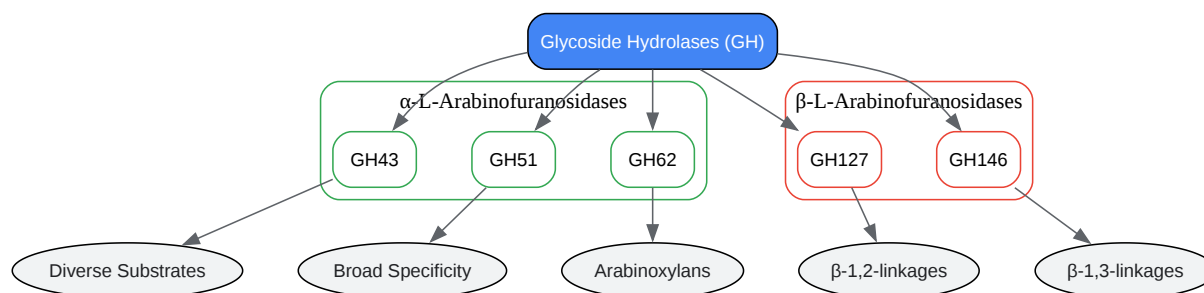 Glycoside Hydrolases (GH)
α-L-Arabinofuranosidases
β-L-Arabinofuranosidases
GH43
GH51
GH62
GH127
GH146
Diverse Substrates
Broad Specificity
Arabinoxylans
β-1,2-linkages
β-1,3-linkages